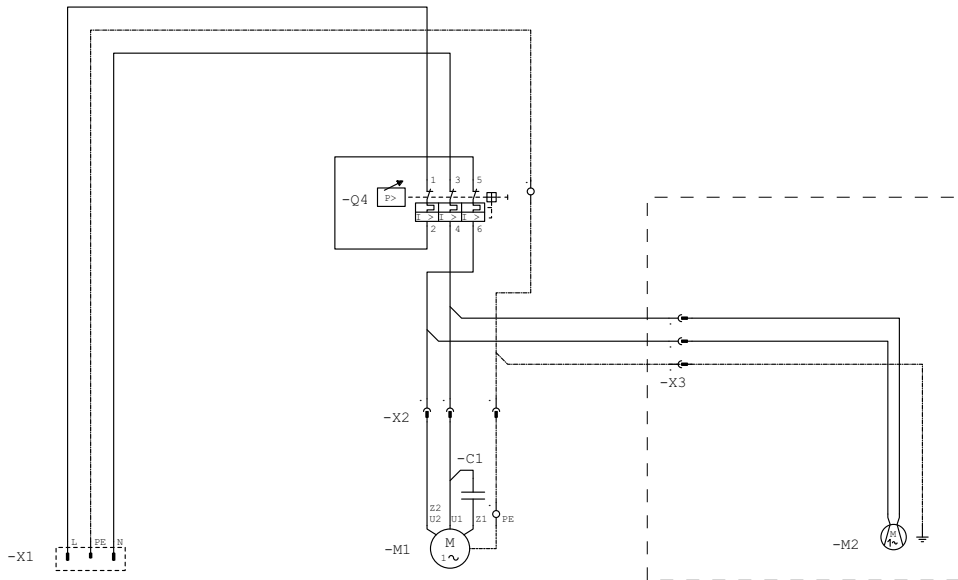 1 3 5
-Q4 P>
I > I > I >
2 4 6
-X3
-X2
-C1
Z2
U2 U1 Z1 PE
L PE N
-X1
-M1
M
1~
-M2
M
1~